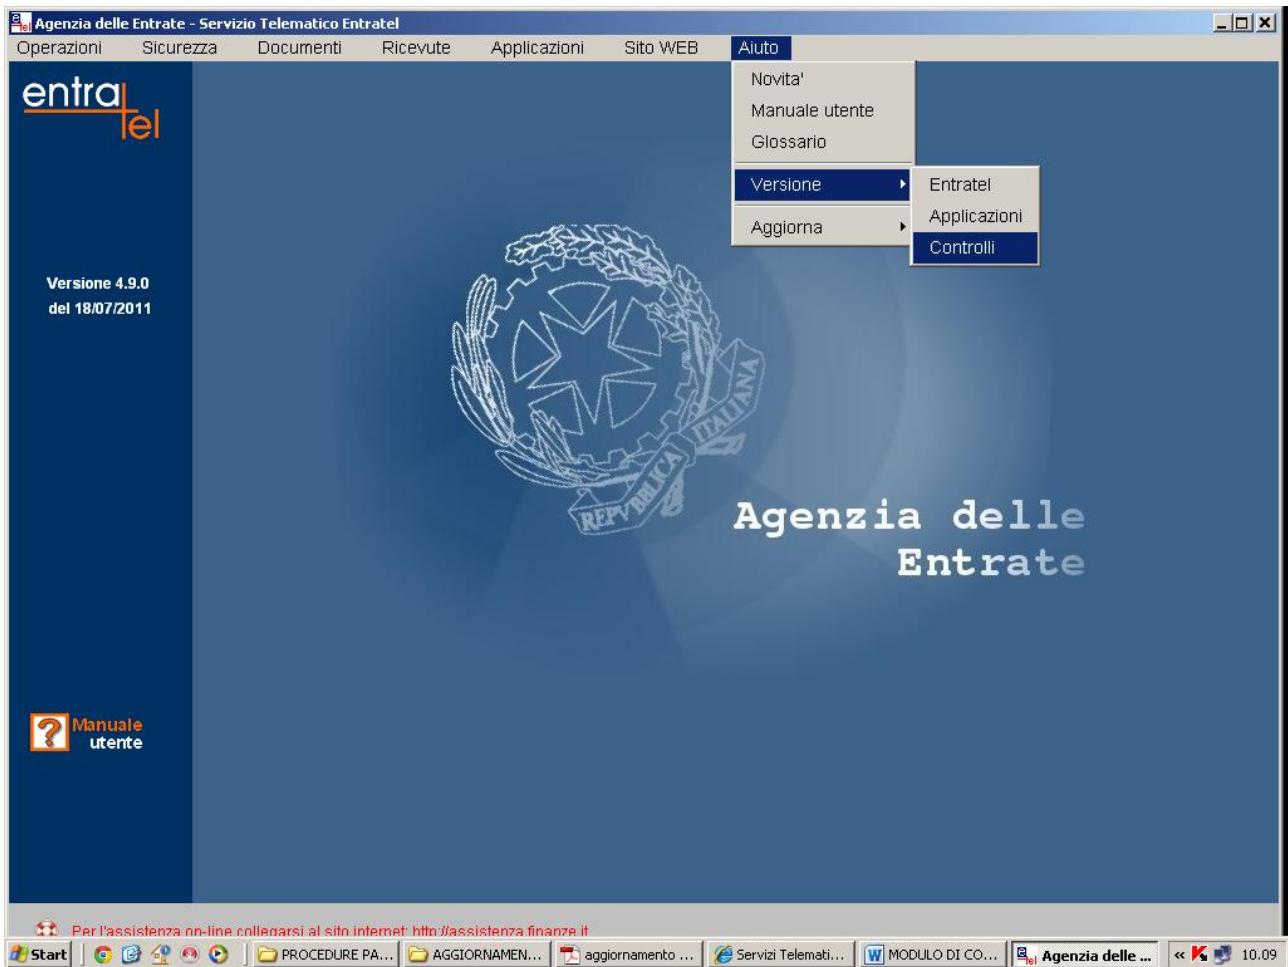 Agenzia delle Entrate - Servizio Telematico Entratel
Operazioni Sicurezza Documenti Ricevute Applicazioni Sito WEB Aiuto
entra
tel
Novita'
Manuale utente
Glossario
Versione
Aggiorna
Entratel
Applicazioni
Controlli
Versione 4.9.0
del 18/07/2011
REPVBBLICA
ITALIANA
Agenzia delle
Entrate
Manuale
utente
Per l'assistenza on-line collegarsi al sito internet: http://assistenza.finanze.it
Start PROCEDURE PA... AGGIORNAMEN... aggiornamento ... Servizi Telemati... MODULO DI CO... Agenzia delle ... « 10.09